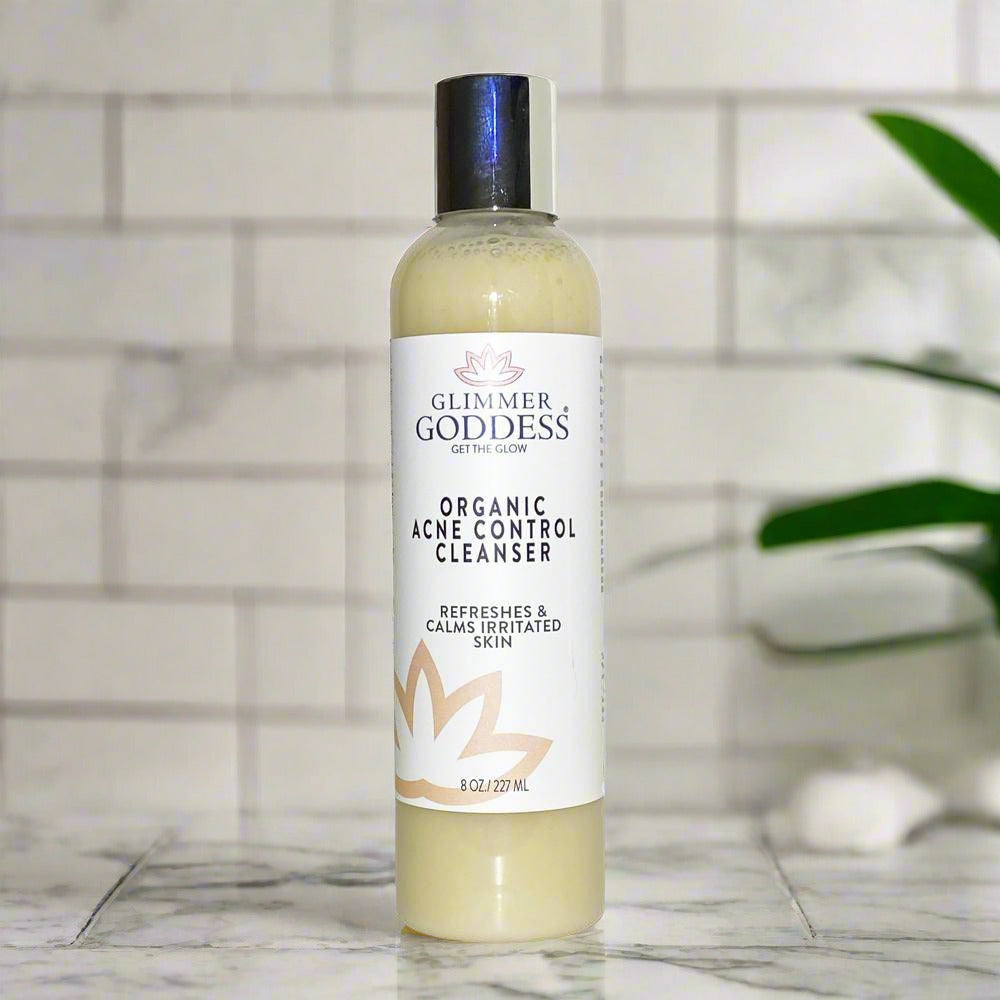 GLIMMER
GODDESS®
GET THE GLOW
ORGANIC
ACNE CONTROL
CLEANSER
REFRESHES &
CALMS IRRITATED
SKIN
8 OZ./ 227 ML